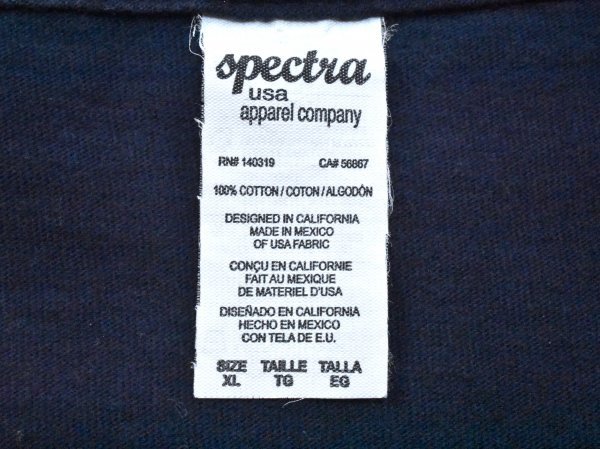 spectra
usa
apparel company
RN# 140319 CA# 56867
100% COTTON / COTON / ALGODÓN
DESIGNED IN CALIFORNIA
MADE IN MEXICO
OF USA FABRIC
CONÇU EN CALIFORNIE
FAIT AU MEXIQUE
DE MATERIEL D'USA
DISEÑADO EN CALIFORNIA
HECHO EN MEXICO
CON TELA DE E.U.
SIZE TAILLE TALLA
XL TG EG